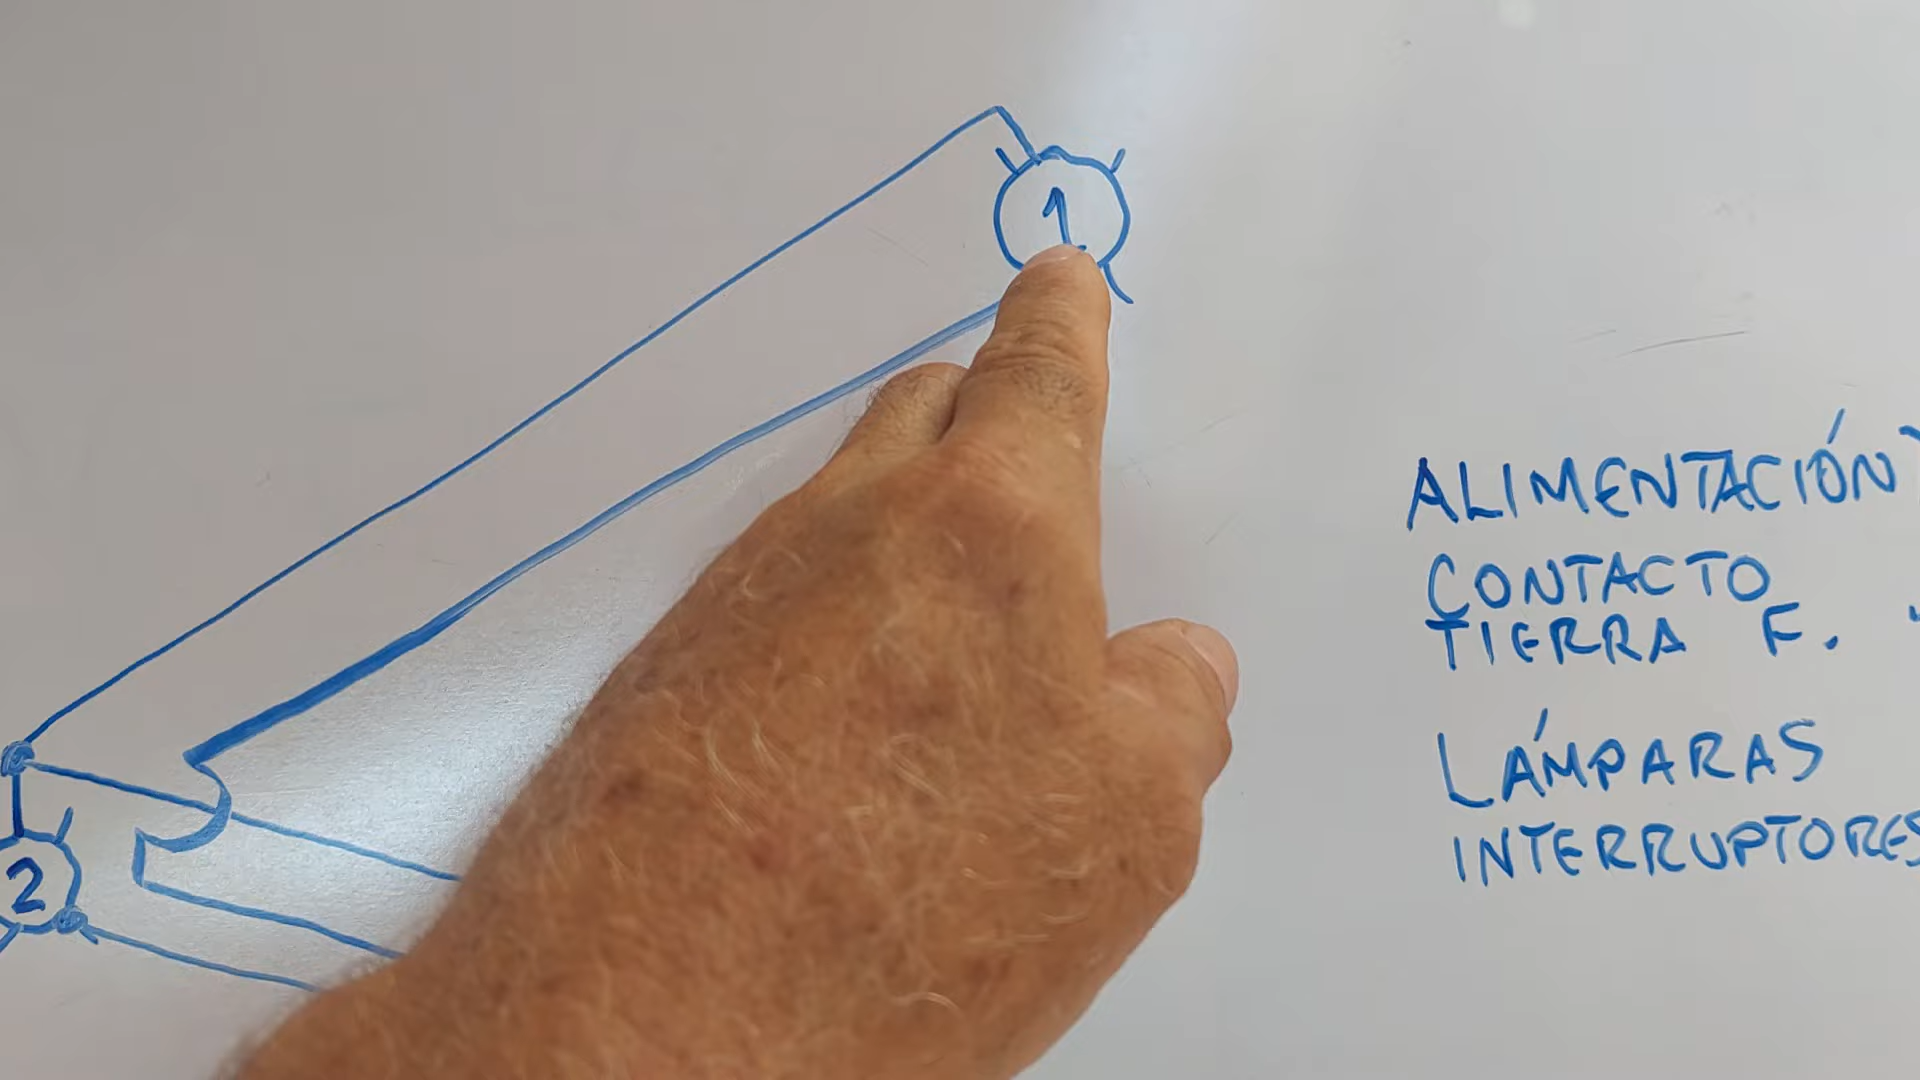 1
2
ALIMENTACIÓN
CONTACTO
TIERRA F.
LÁMPARAS
INTERRUPTORES